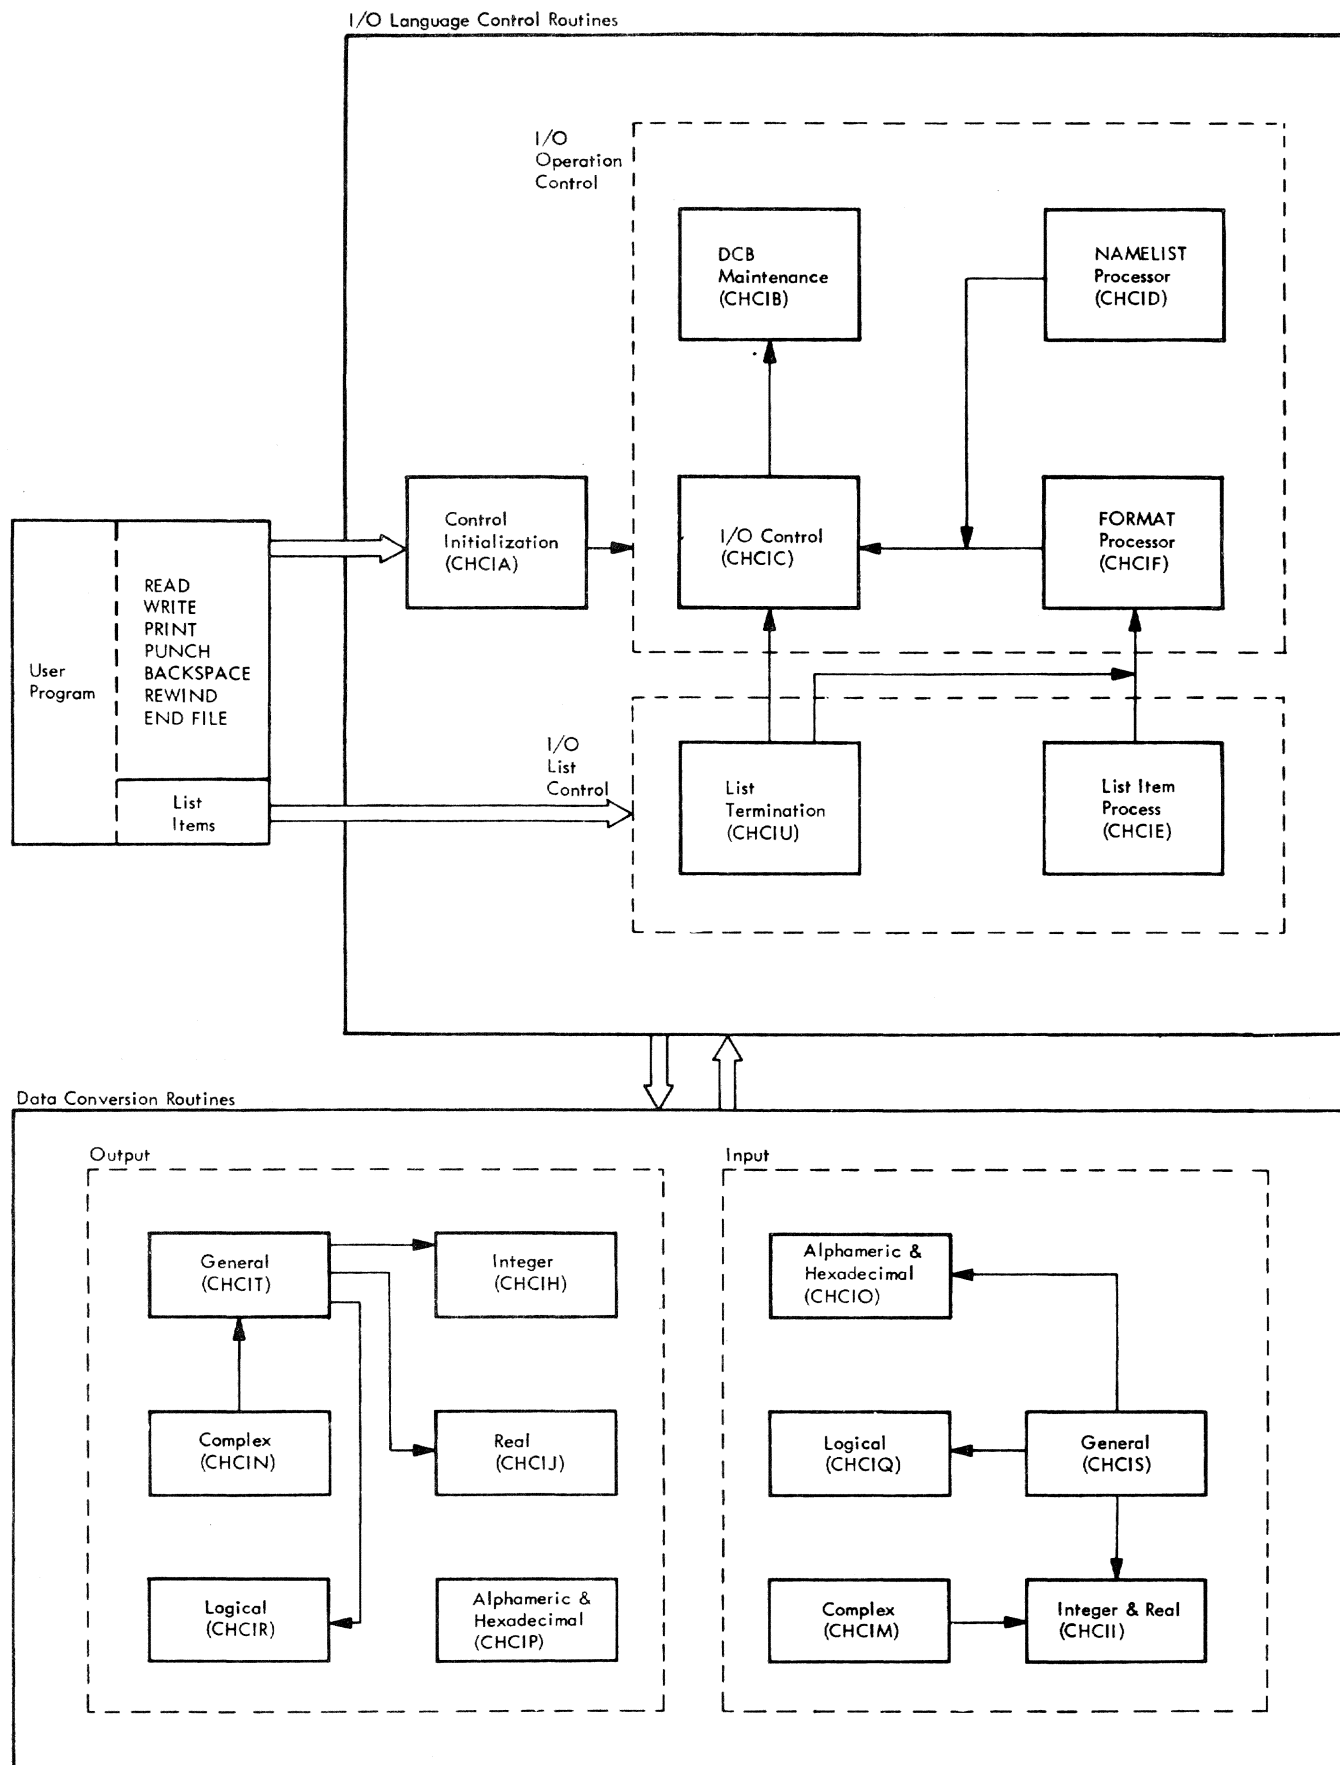 I/O Language Control Routines
I/O
Operation
Control
DCB
Maintenance
(CHCIB)
NAMELIST
Processor
(CHCID)
Control
Initialization
(CHCIA)
I/O Control
(CHCIC)
FORMAT
Processor
(CHCIF)
User
Program
READ
WRITE
PRINT
PUNCH
BACKSPACE
REWIND
END FILE
List
Items
I/O
List
Control
List
Termination
(CHCIU)
List Item
Process
(CHCIE)
Data Conversion Routines
Output
General
(CHCIT)
Integer
(CHCIH)
Complex
(CHCIN)
Real
(CHCIJ)
Logical
(CHCIR)
Alphameric &
Hexadecimal
(CHCIP)
Input
Alphameric &
Hexadecimal
(CHCIO)
Logical
(CHCIQ)
General
(CHCIS)
Complex
(CHCIM)
Integer & Real
(CHCII)